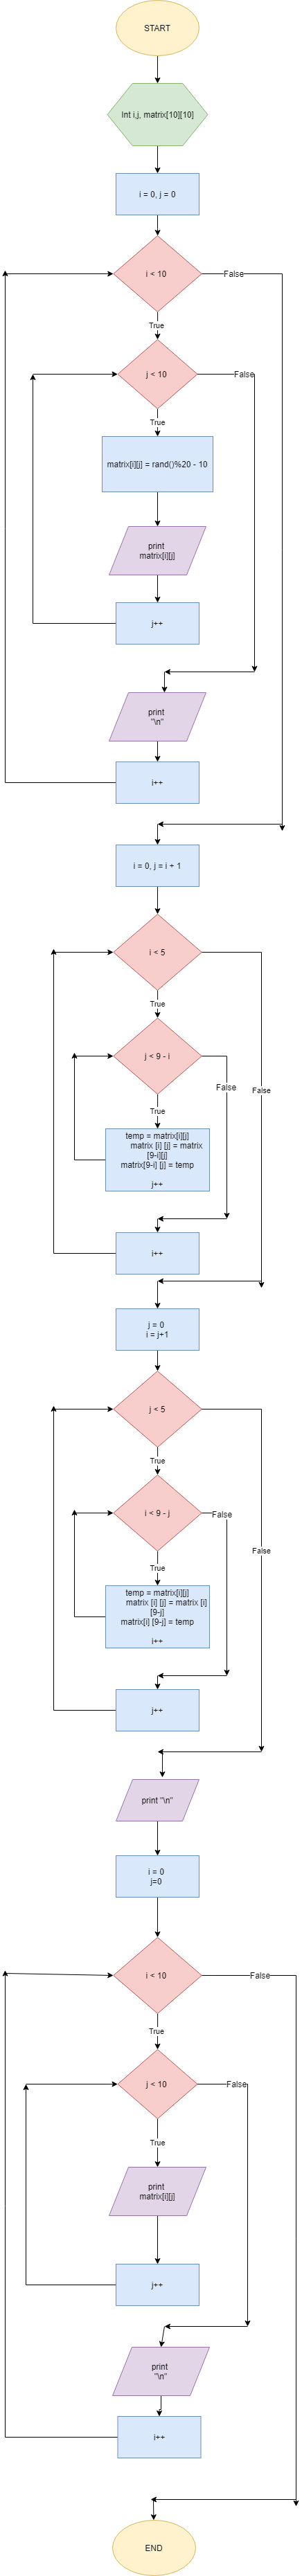 START
Int i,j, matrix[10][10]
i = 0, j = 0
i < 10
False
True
j < 10
False
True
matrix[i][j] = rand()%20 - 10
print
matrix[i][j]
j++
print
"\n"
i++
i = 0, j = i + 1
i < 5
True
j < 9 - i
False
False
True
temp = matrix[i][j]
matrix [i] [j] = matrix
[9-i][j]
matrix[9-i] [j] = temp
j++
i++
j = 0
i = j+1
j < 5
True
i < 9 - j
False
False
True
temp = matrix[i][j]
matrix [i] [j] = matrix [i]
[9-j]
matrix[i] [9-j] = temp
i++
j++
print "\n"
i = 0
j=0
i < 10
False
True
j < 10
False
True
print
matrix[i][j]
j++
print
"\n"
i++
END